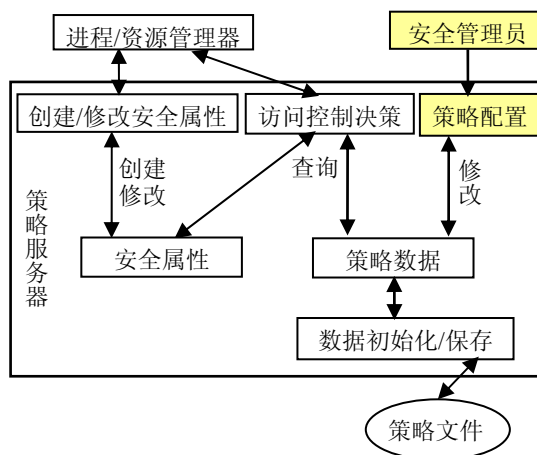 进程/资源管理器
安全管理员
创建/修改安全属性
访问控制决策
策略配置
创建
修改
查询
修改
策略服务器
安全属性
策略数据
数据初始化/保存
策略文件